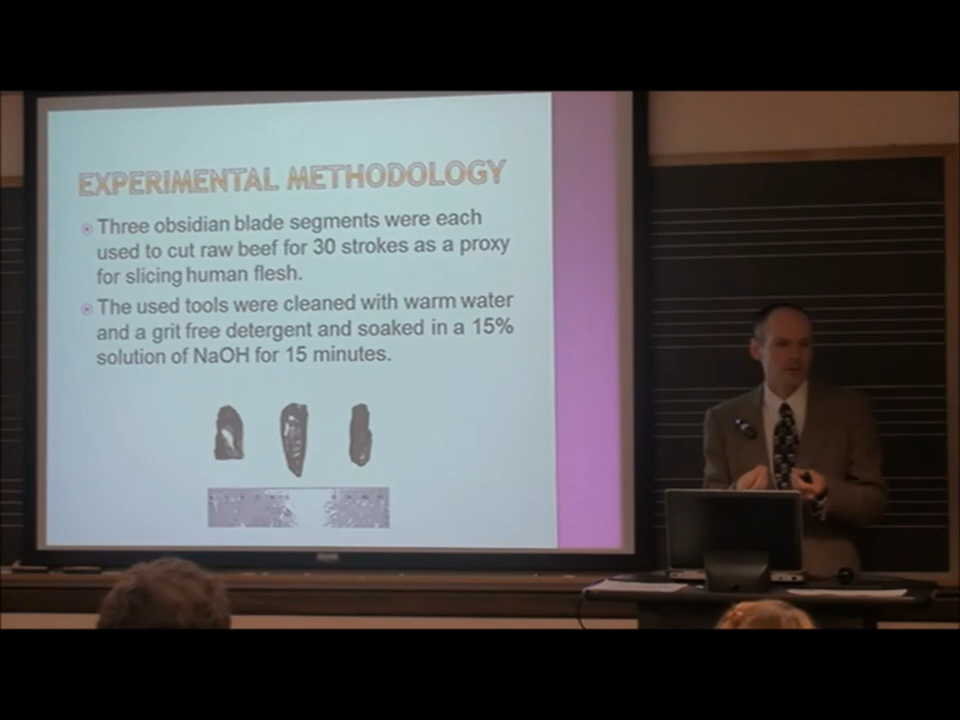 EXPERIMENTAL METHODOLOGY
Three obsidian blade segments were each
used to cut raw beef for 30 strokes as a proxy
for slicing human flesh.
The used tools were cleaned with warm water
and a grit free detergent and soaked in a 15%
solution of NaOH for 15 minutes.